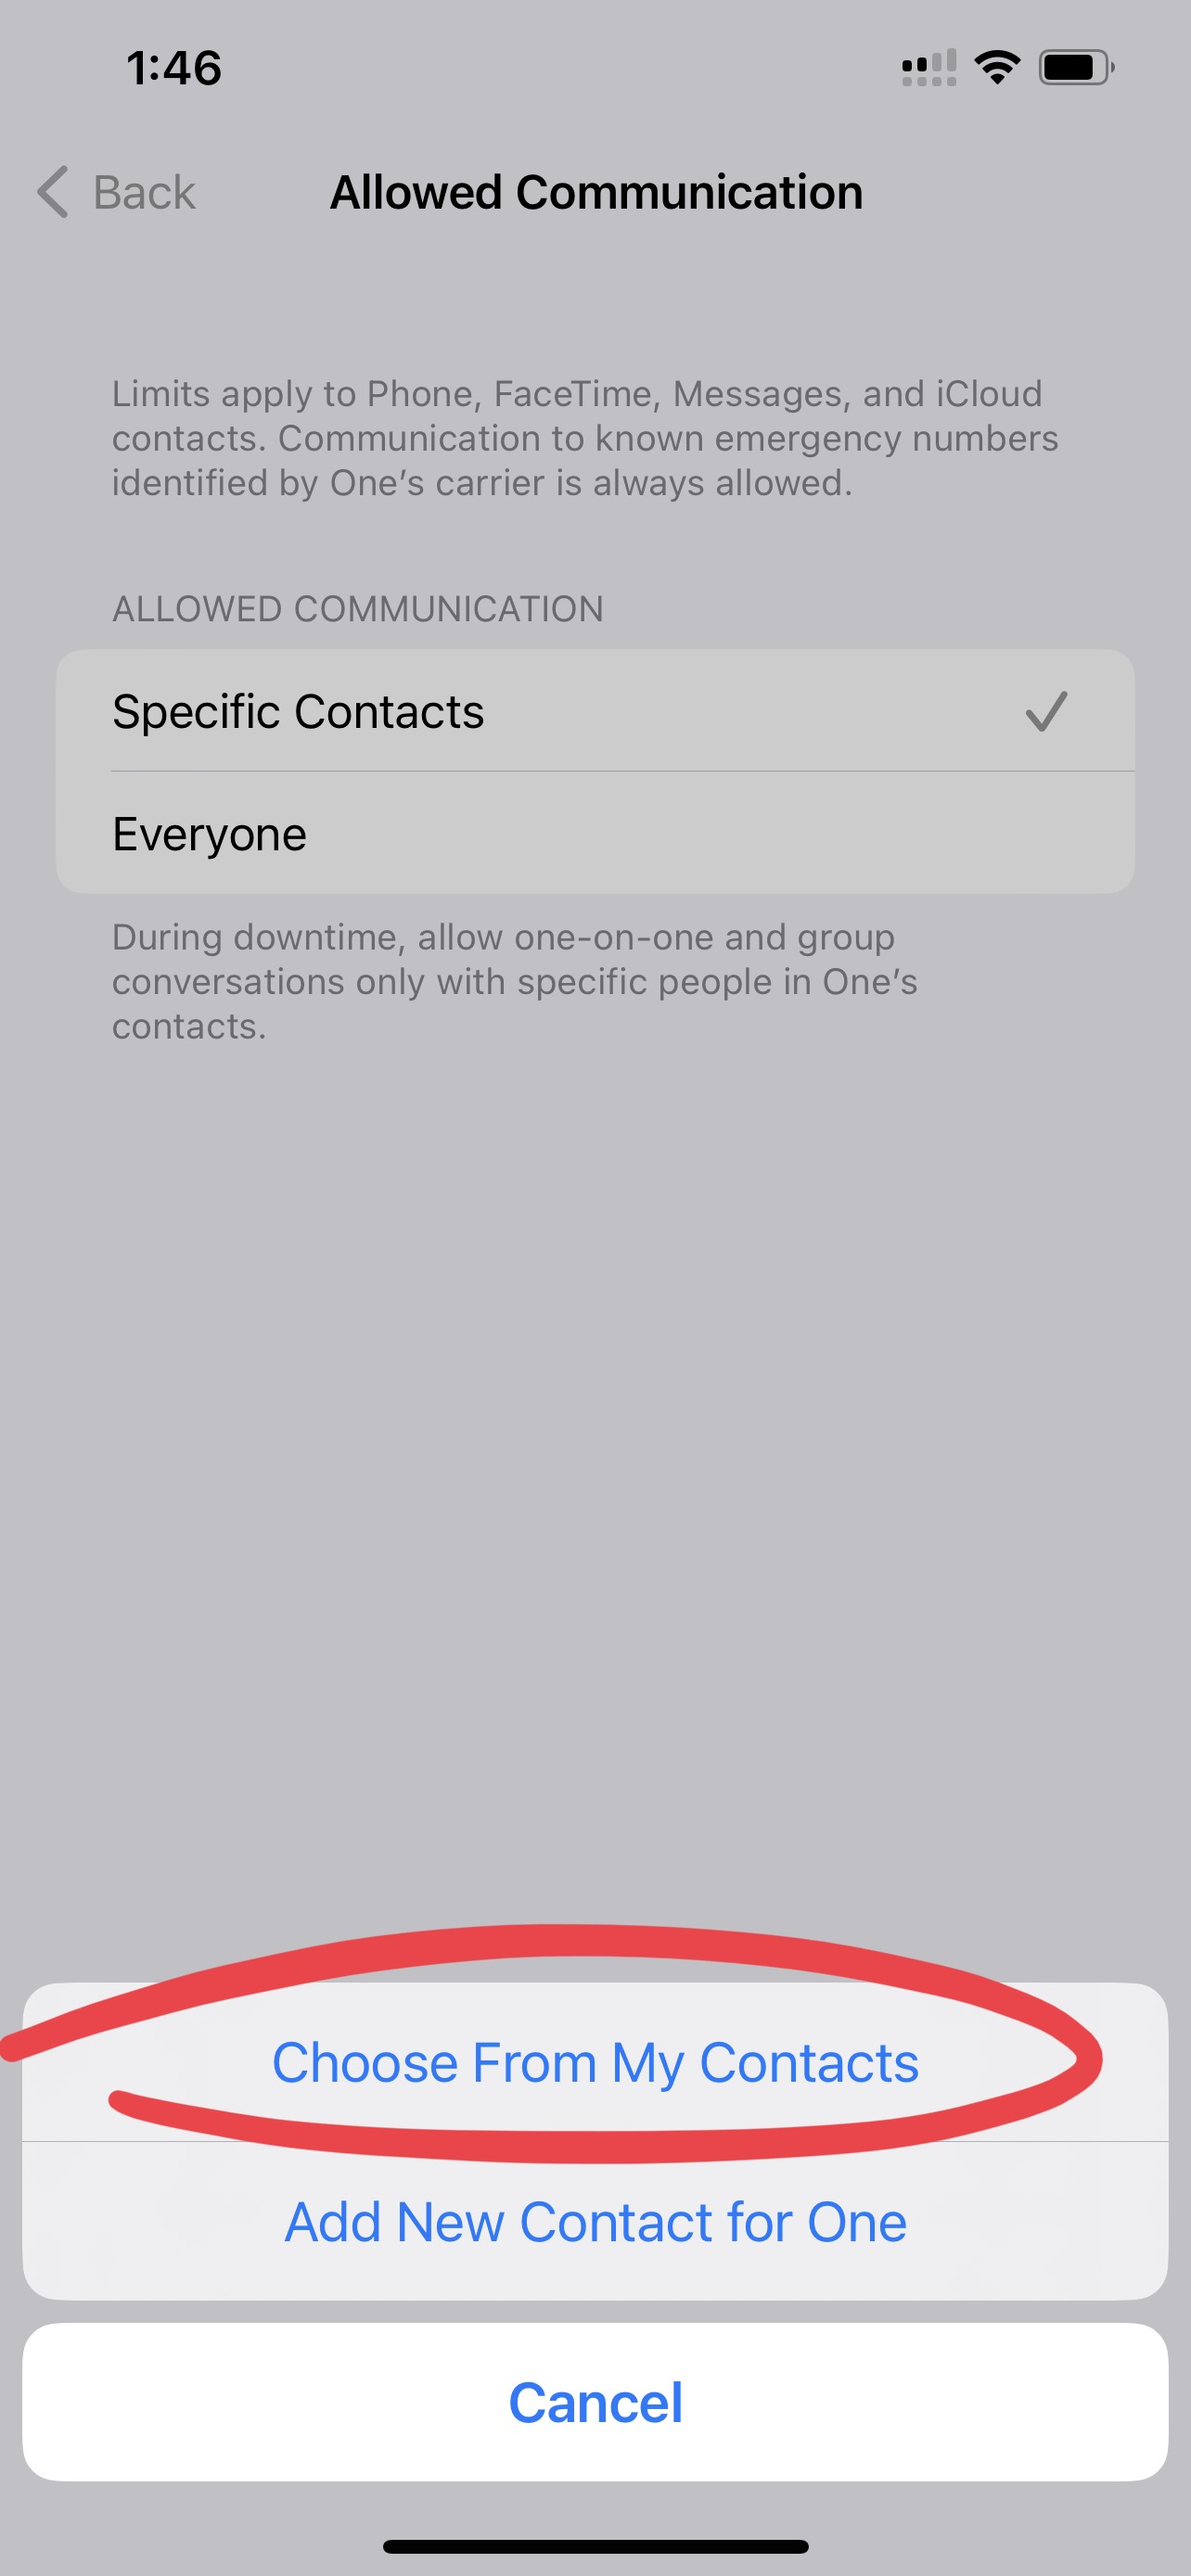 1:46
Back
Allowed Communication
Limits apply to Phone, FaceTime, Messages, and iCloud
contacts. Communication to known emergency numbers
identified by One’s carrier is always allowed.
ALLOWED COMMUNICATION
Specific Contacts
Everyone
During downtime, allow one-on-one and group
conversations only with specific people in One’s
contacts.
Choose From My Contacts
Add New Contact for One
Cancel